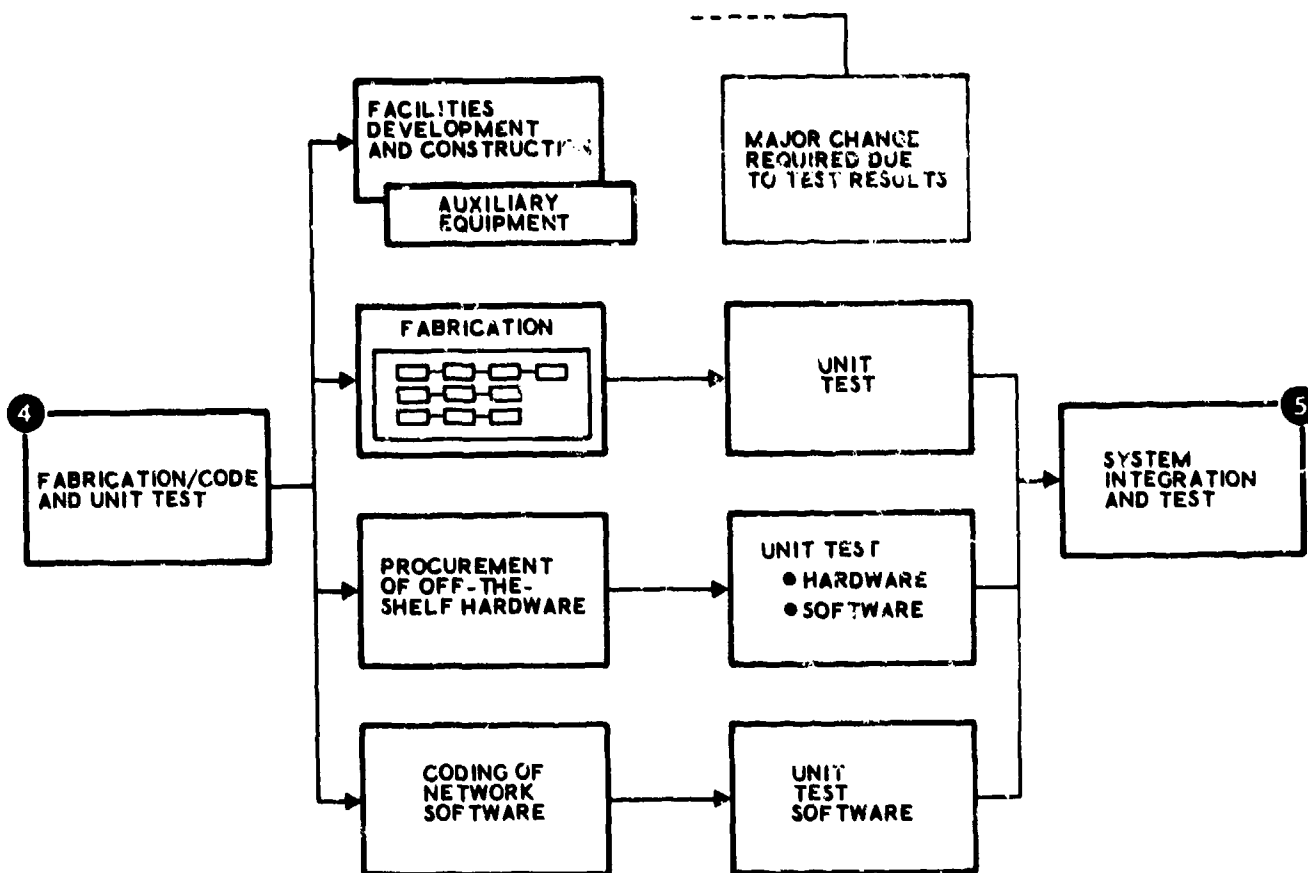 FACILITIES
DEVELOPMENT
AND CONSTRUCTION
AUXILIARY
EQUIPMENT
MAJOR CHANGE
REQUIRED DUE
TO TEST RESULTS
FABRICATION
UNIT
TEST
4
FABRICATION/CODE
AND UNIT TEST
5
SYSTEM
INTEGRATION
AND TEST
PROCUREMENT
OF OFF-THE-
SHELF HARDWARE
UNIT TEST
● HARDWARE
● SOFTWARE
CODING OF
NETWORK
SOFTWARE
UNIT
TEST
SOFTWARE